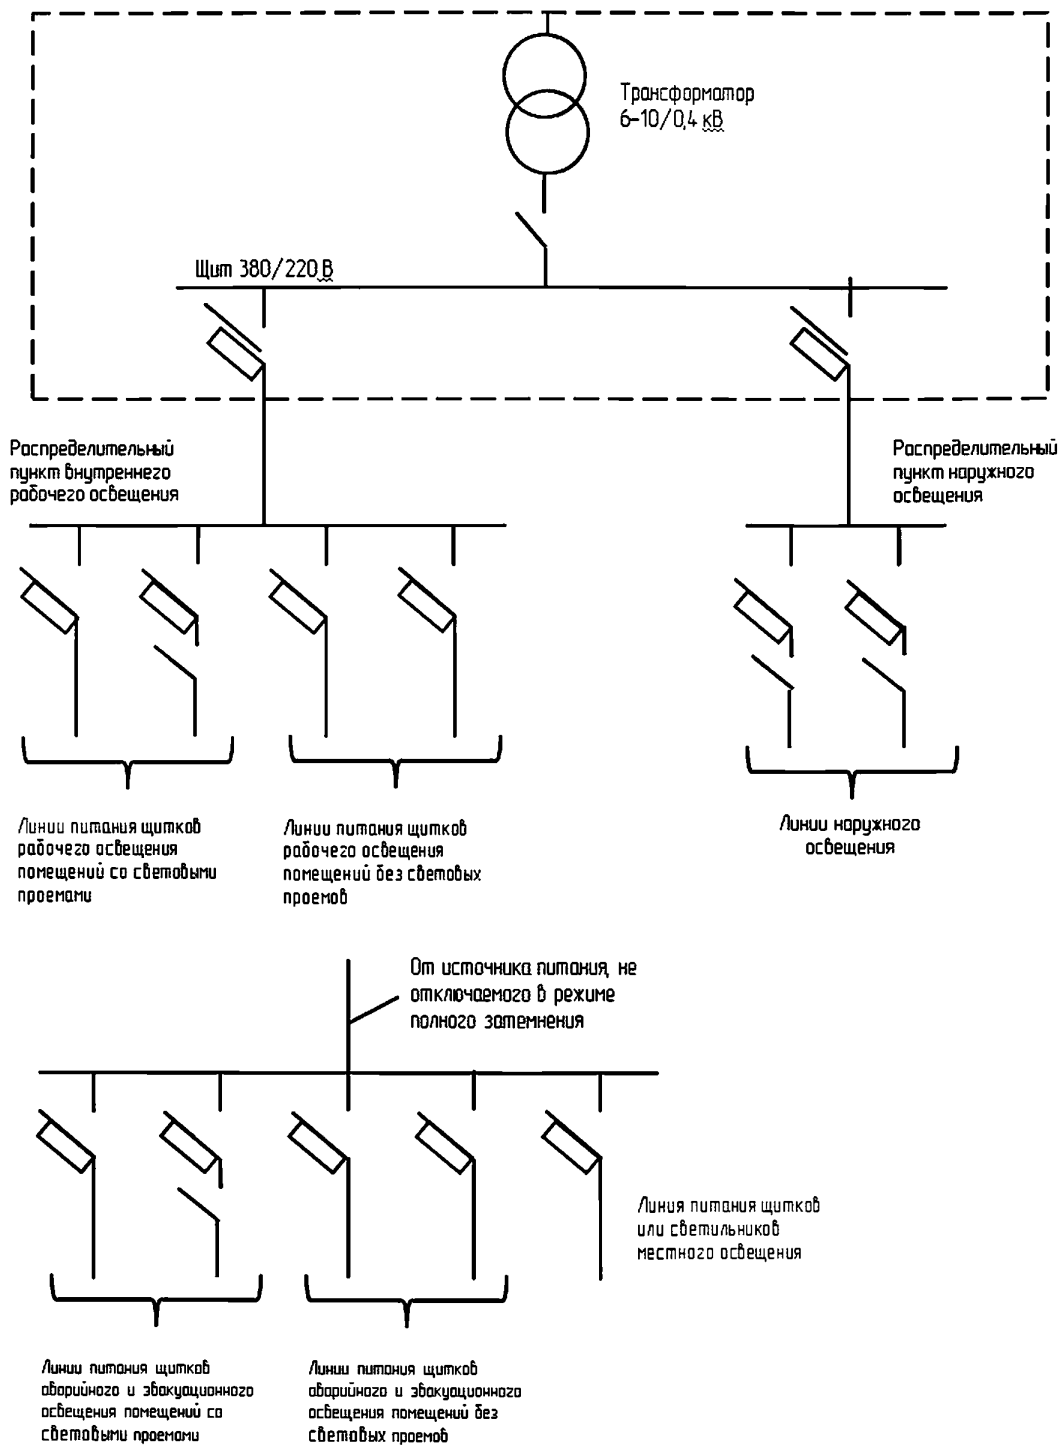 Трансформатор
6-10/0,4 кВ
Щит 380/220 В
Распределительный
пункт внутреннего
рабочего освещения
Распределительный
пункт наружного
освещения
Линии питания щитков
рабочего освещения
помещений со световыми
проемами
Линии питания щитков
рабочего освещения
помещений без световых
проемов
Линии наружного
освещения
От источника питания, не
отключаемого в режиме
полного затемнения
Линия питания щитков
или светильников
местного освещения
Линии питания щитков
аварийного и эвакуационного
освещения помещений со
световыми проемами
Линии питания щитков
аварийного и эвакуационного
освещения помещений без
световых проемов